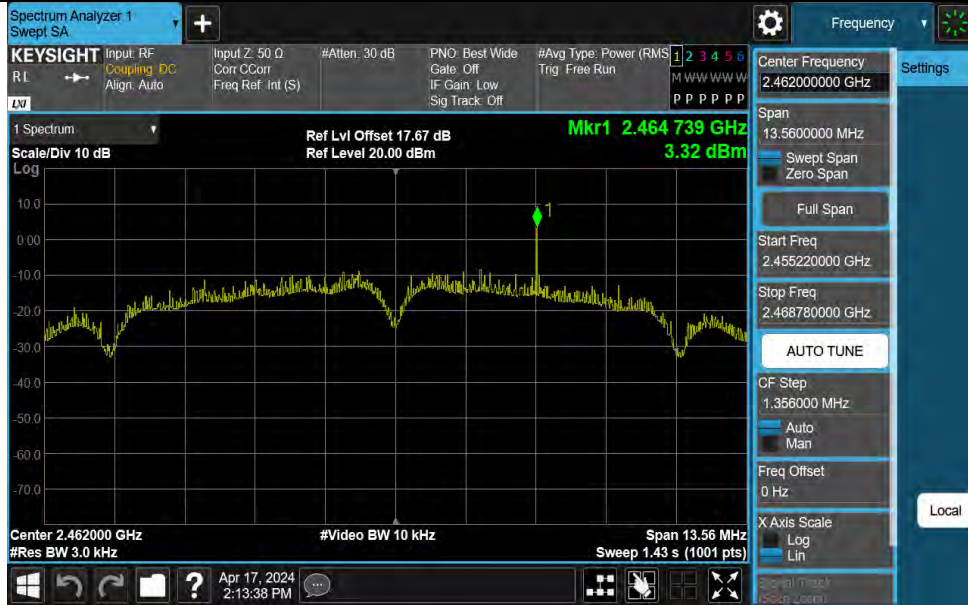 Spectrum Analyzer 1
Swept SA
Frequency
KEYSIGHT
RL
LXI
Input: RF
Coupling: DC
Align: Auto
Input Z: 50 Ω
Corr CCorr
Freq Ref: Int (S)
#Atten: 30 dB
PNO: Best Wide
Gate: Off
IF Gain: Low
Sig Track: Off
#Avg Type: Power (RMS
Trig: Free Run
1 2 3 4 5 6
M W W W W W
P P P P P P
Settings
1 Spectrum
Scale/Div 10 dB
Ref Lvl Offset 17.67 dB
Ref Level 20.00 dBm
Mkr1 2.464 739 GHz
3.32 dBm
Log
10.0
0.00
-10.0
-20.0
-30.0
-40.0
-50.0
-60.0
-70.0
1
Center 2.462000 GHz
#Res BW 3.0 kHz
#Video BW 10 kHz
Span 13.56 MHz
Sweep 1.43 s (1001 pts)
Center Frequency
2.462000000 GHz
Span
13.5600000 MHz
Swept Span
Zero Span
Full Span
Start Freq
2.455220000 GHz
Stop Freq
2.468780000 GHz
AUTO TUNE
CF Step
1.356000 MHz
Auto
Man
Freq Offset
0 Hz
X Axis Scale
Log
Lin
Local
?
Apr 17, 2024
2:13:38 PM